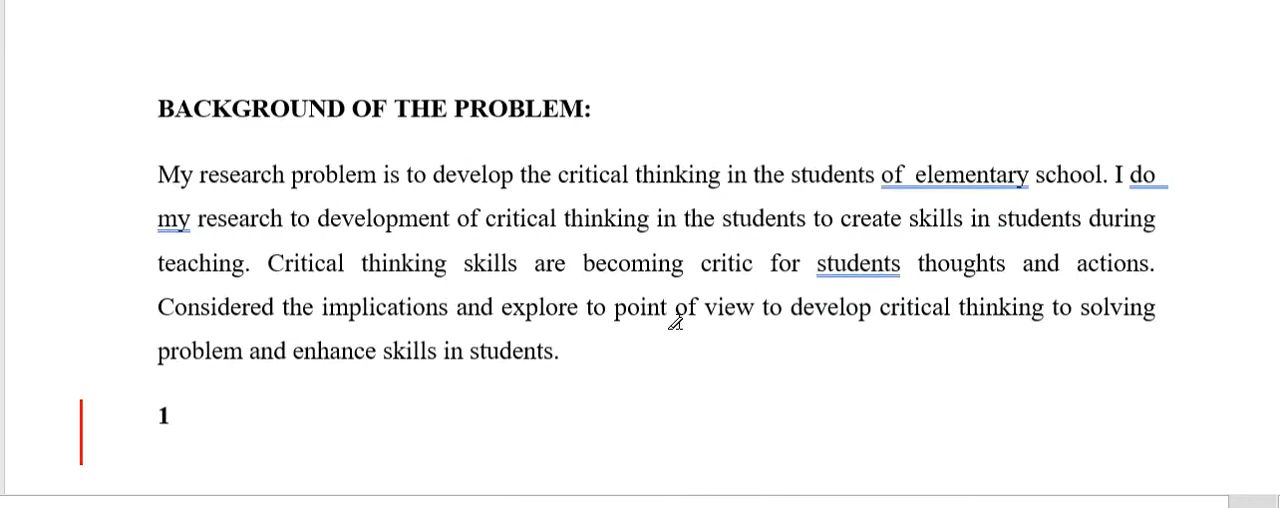 BACKGROUND OF THE PROBLEM:
My research problem is to develop the critical thinking in the students of  elementary school. I do
my research to development of critical thinking in the students to create skills in students during
teaching. Critical thinking skills are becoming critic for students thoughts and actions.
Considered the implications and explore to point of view to develop critical thinking to solving
problem and enhance skills in students.
1